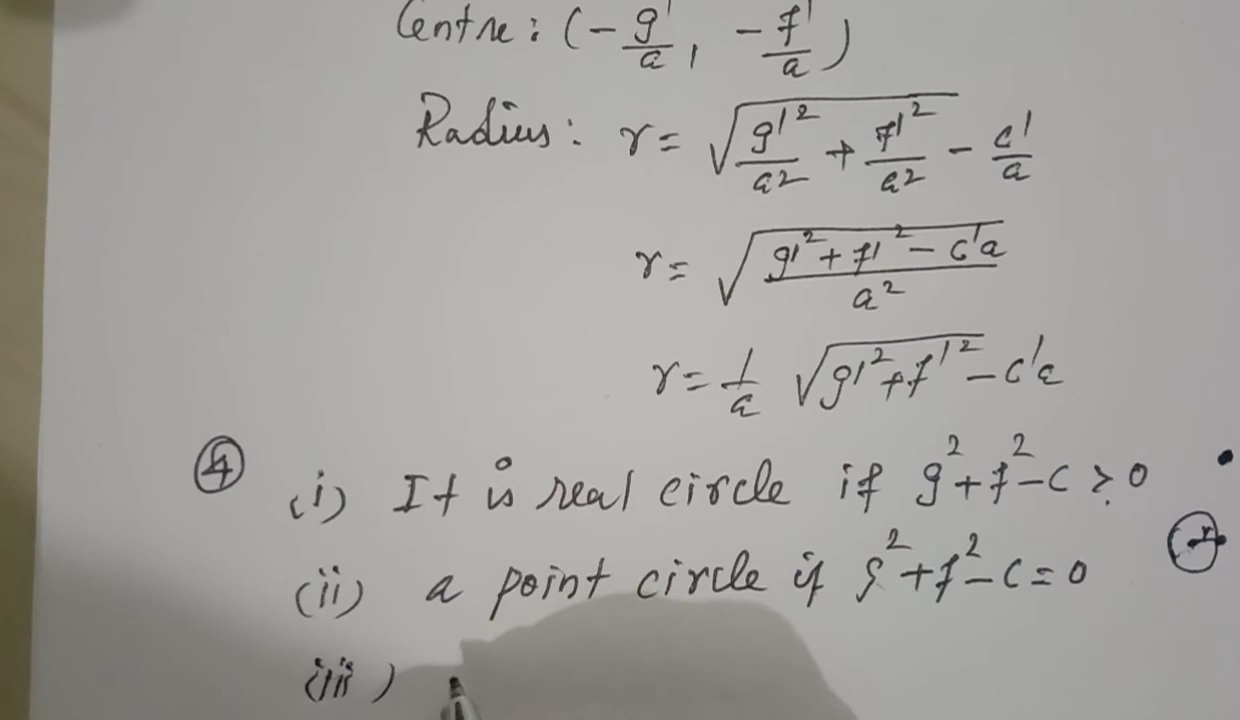 Centre : (-g'/a, -f'/a)
Radius : r = √(g'²/a² + f'²/a² - c'/a)
r = √((g'² + f'² - c'a)/a²)
r = 1/a √(g'² + f'²) - c'a
④ (i) It is real circle if g² + f² - c > 0
(ii) a point circle if g² + f² - c = 0
(iii)